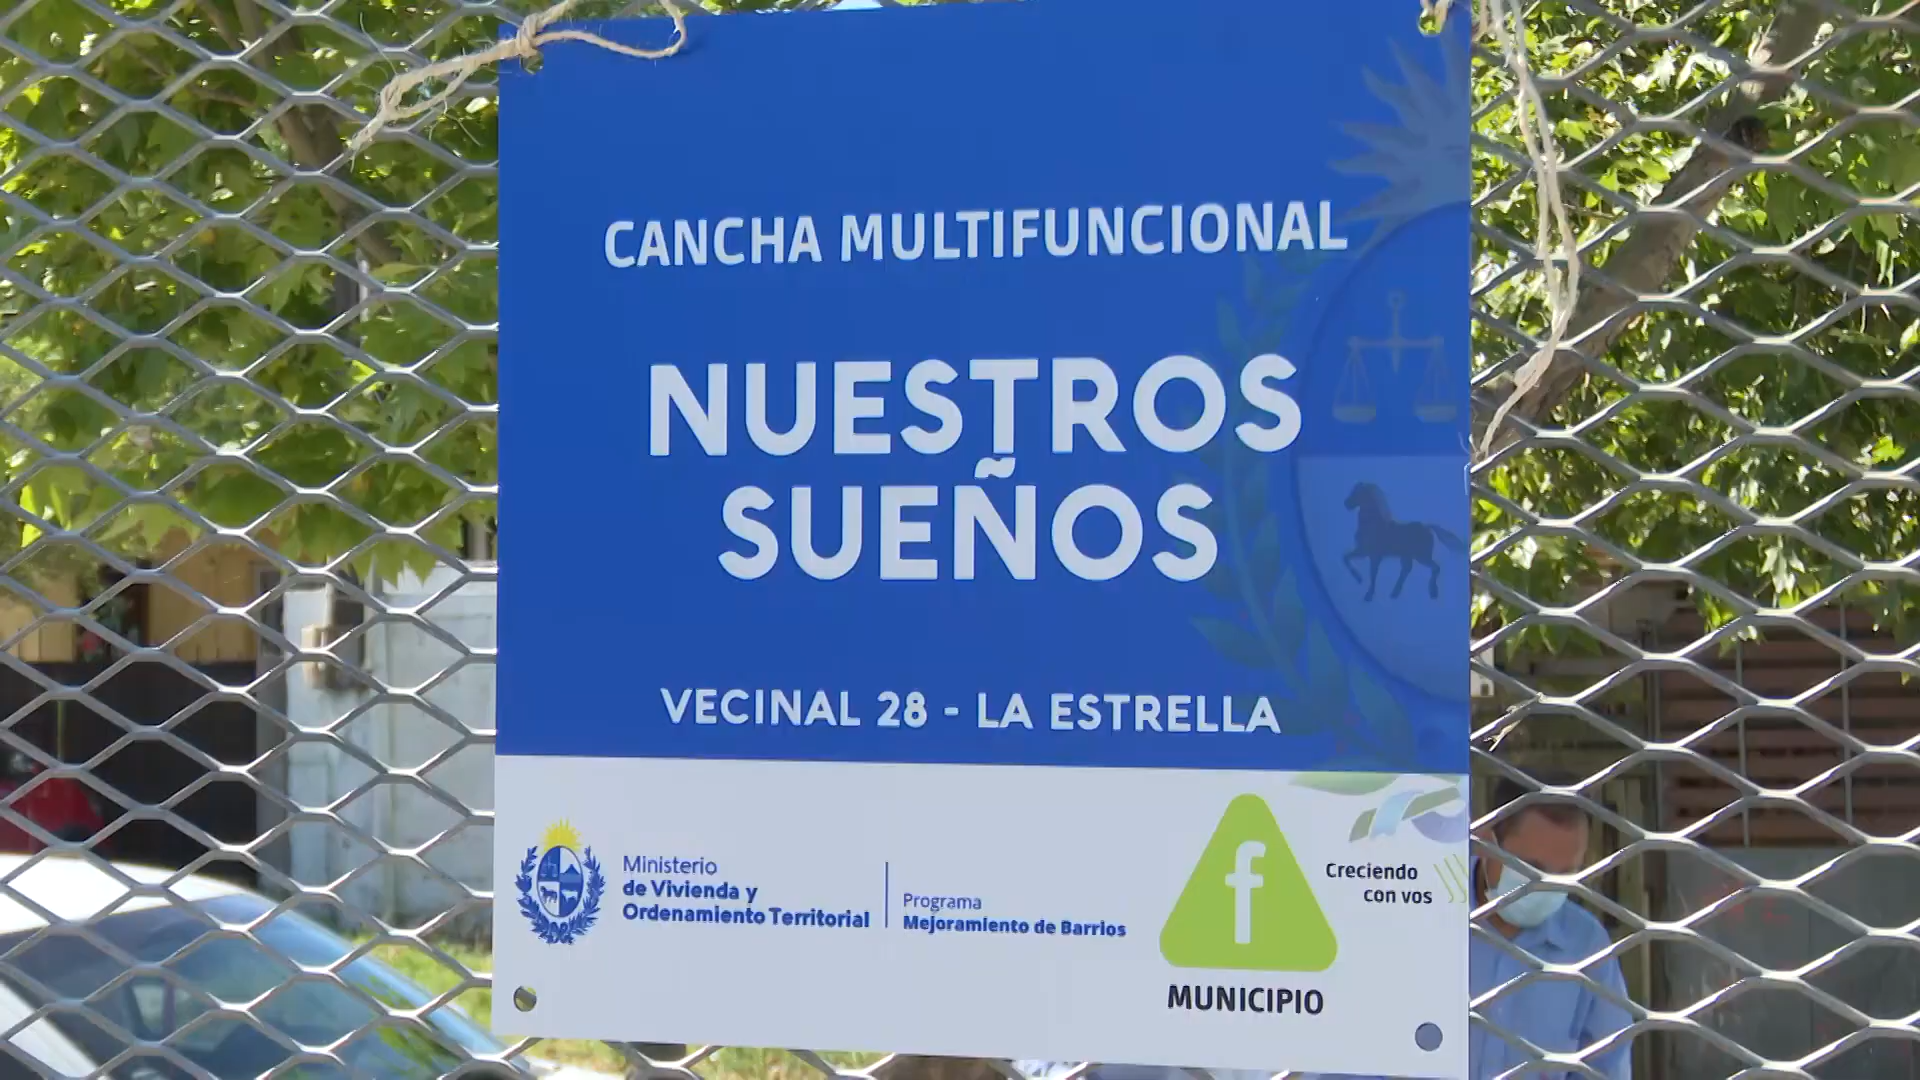 CANCHA MULTIFUNCIONAL
NUESTROS
SUEÑOS
VECINAL 28 - LA ESTRELLA
Ministerio
de Vivienda y
Ordenamiento Territorial
Programa
Mejoramiento de Barrios
f
MUNICIPIO
Creciendo
con vos